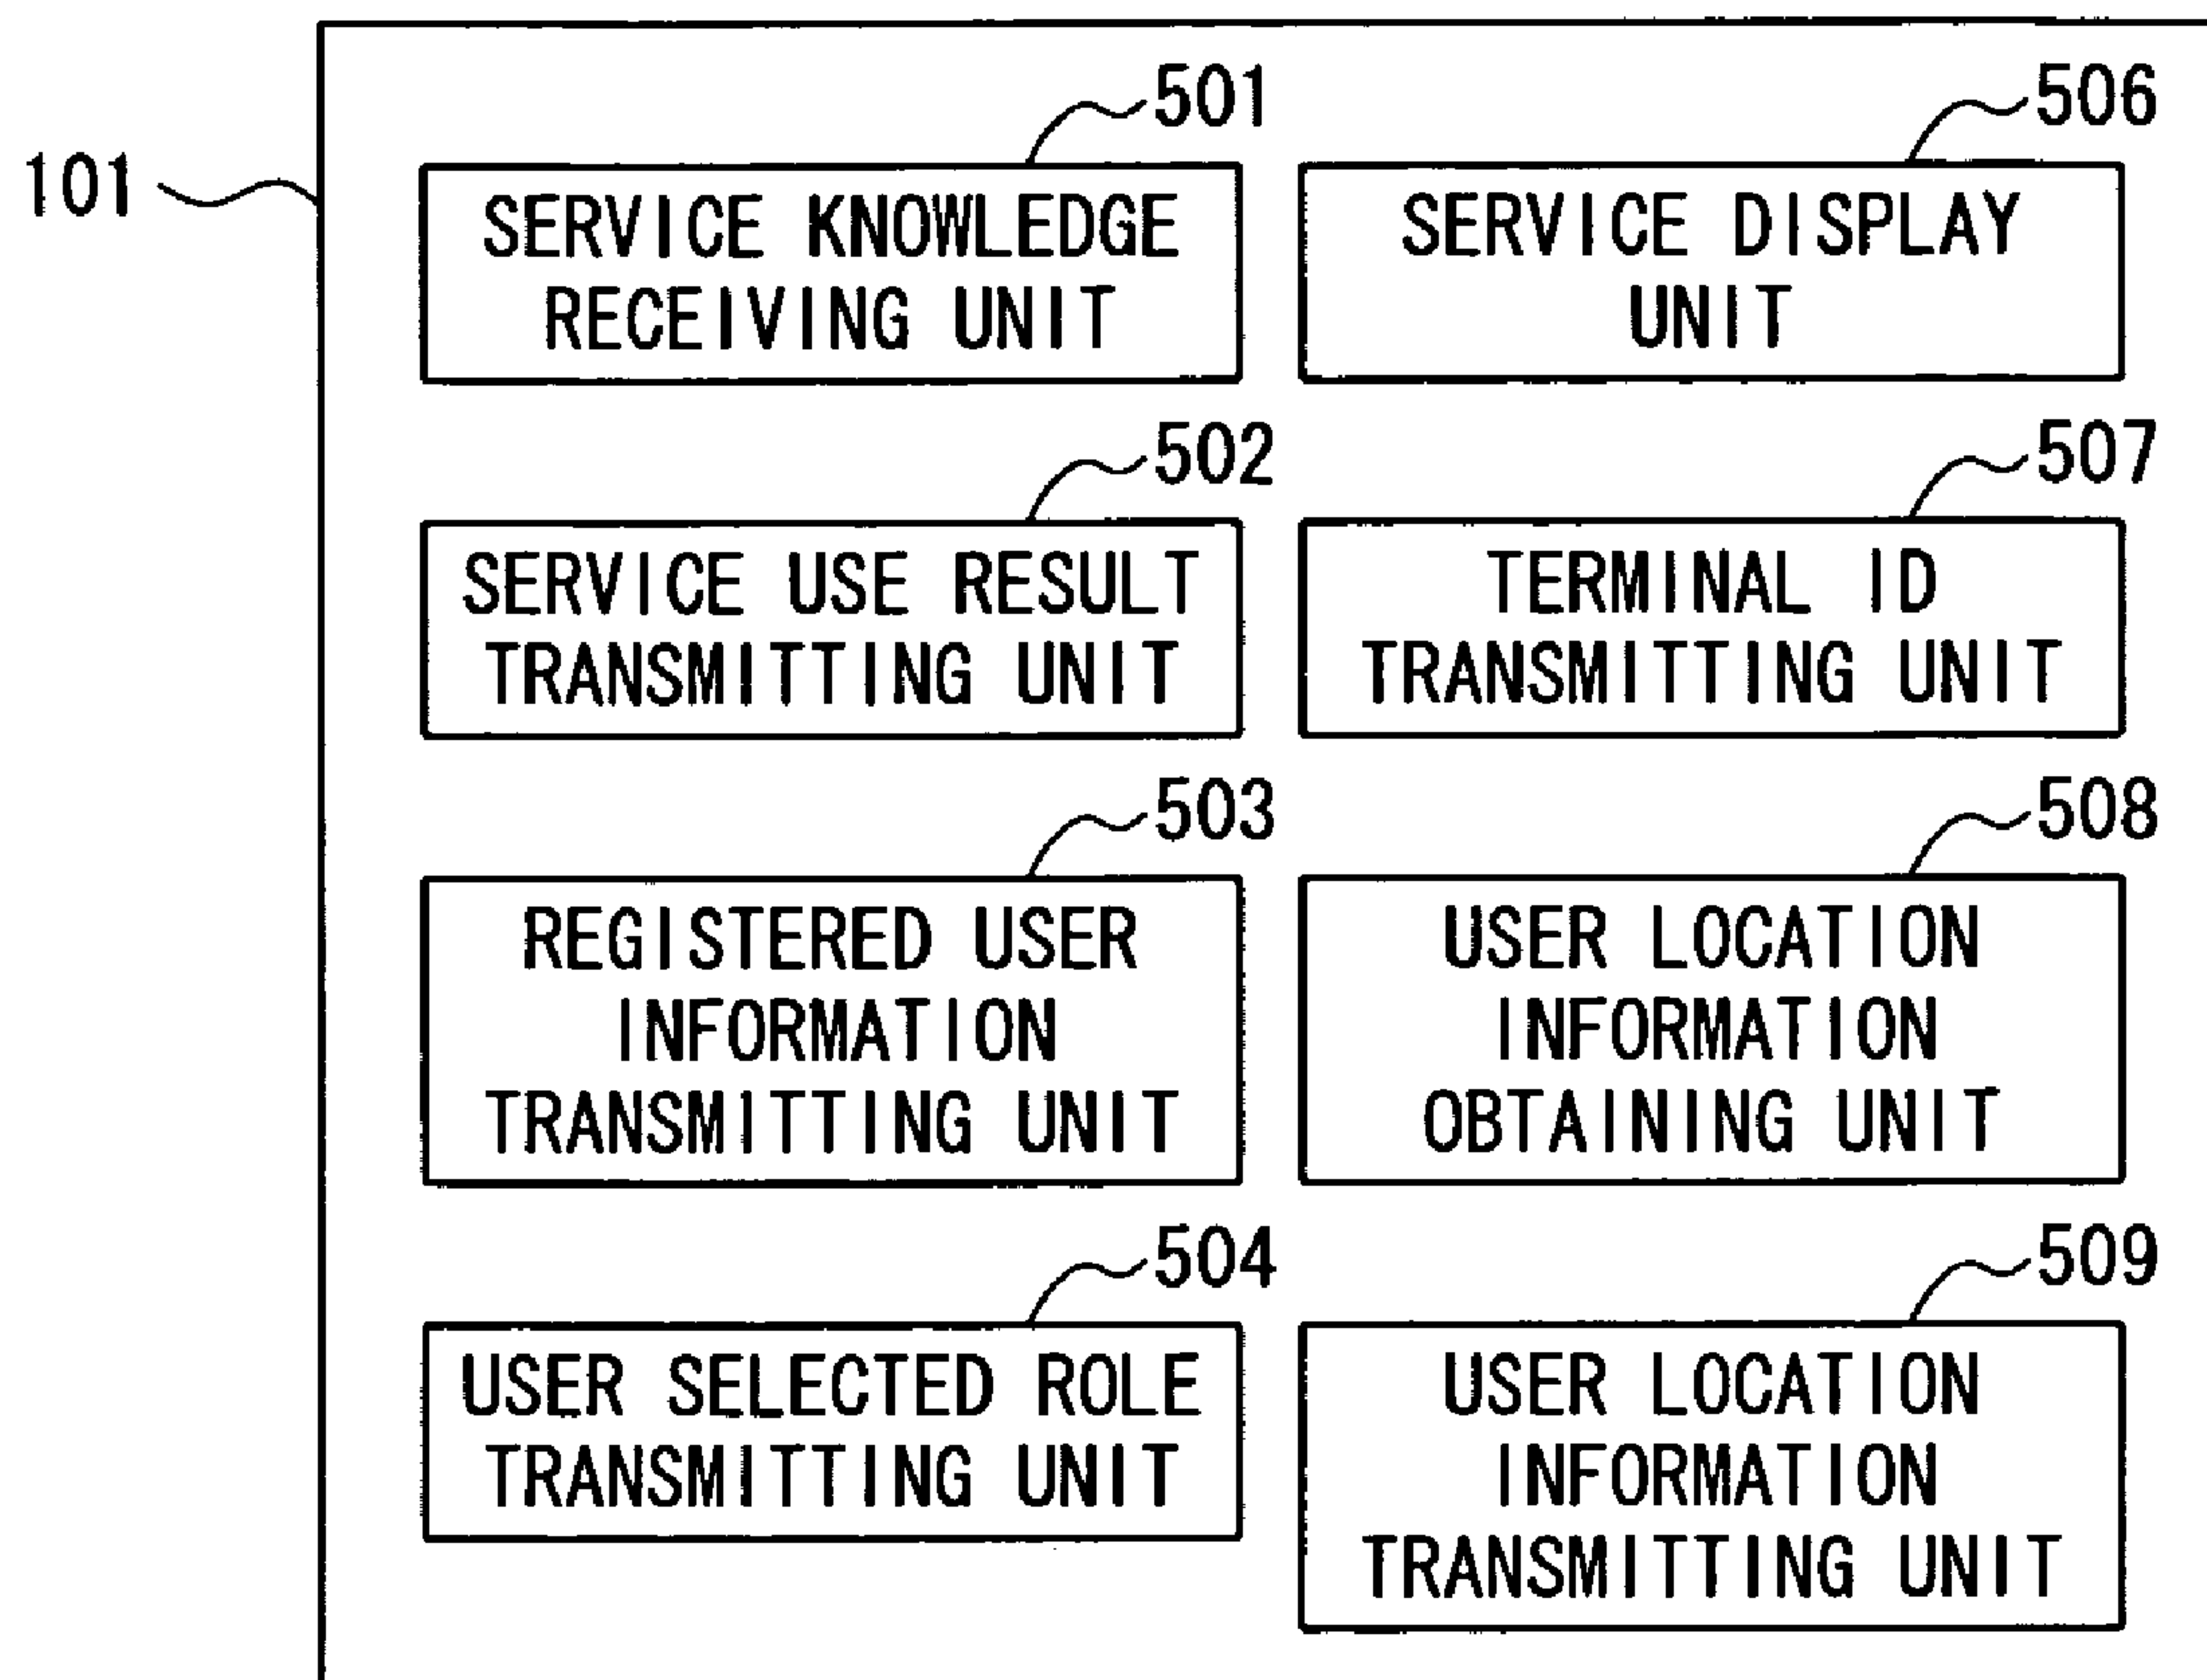 101
501
SERVICE KNOWLEDGE
RECEIVING UNIT
506
SERVICE DISPLAY
UNIT
502
SERVICE USE RESULT
TRANSMITTING UNIT
507
TERMINAL ID
TRANSMITTING UNIT
503
REGISTERED USER
INFORMATION
TRANSMITTING UNIT
508
USER LOCATION
INFORMATION
OBTAINING UNIT
504
USER SELECTED ROLE
TRANSMITTING UNIT
509
USER LOCATION
INFORMATION
TRANSMITTING UNIT